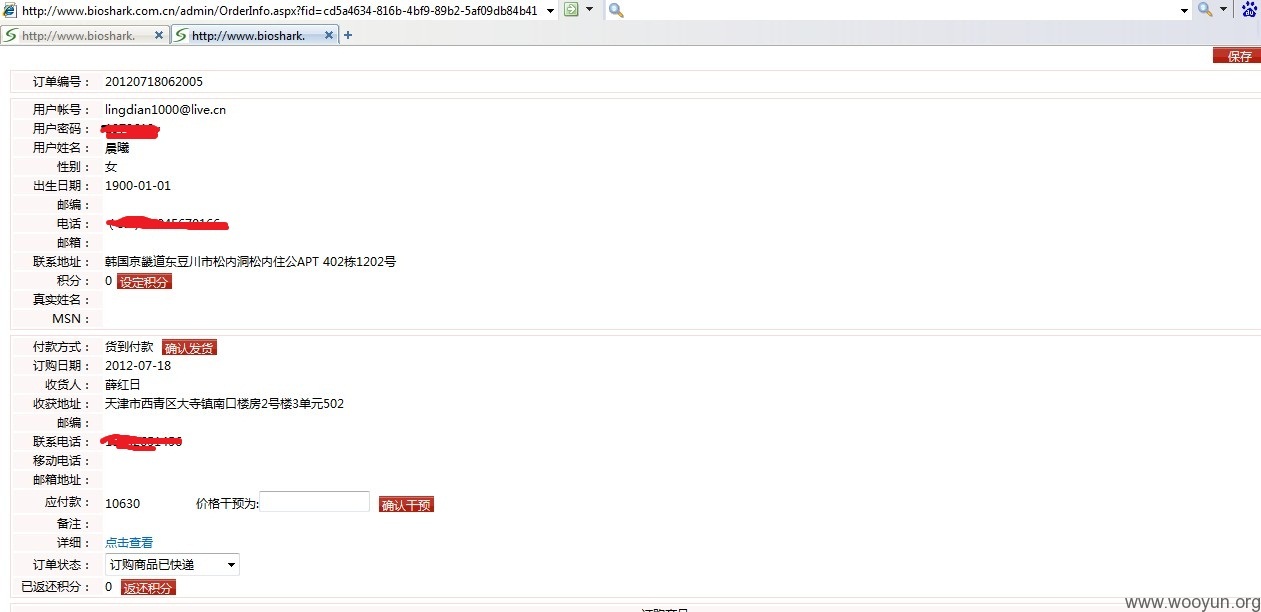 http://www.bioshark.com.cn/admin/OrderInfo.aspx?fid=cd5a4634-816b-4bf9-89b2-5af09db84b41
http://www.bioshark. http://www.bioshark.
保存
订单编号： 20120718062005
用户帐号： lingdian1000@live.cn
用户密码：
用户姓名： 晨曦
性别： 女
出生日期： 1900-01-01
邮编：
电话：
邮箱：
联系地址： 韩国京畿道东豆川市松内洞松内住公APT 402栋1202号
积分： 0 设定积分
真实姓名：
MSN：
付款方式： 货到付款 确认发货
订购日期： 2012-07-18
收货人： 薛红日
收获地址： 天津市西青区大寺镇南口楼房2号楼3单元502
邮编：
联系电话：
移动电话：
邮箱地址：
应付款： 10630 价格干预为: 确认干预
备注：
详细： 点击查看
订单状态： 订购商品已快递
已返还积分： 0 返还积分
订购商品
www.wooyun.org